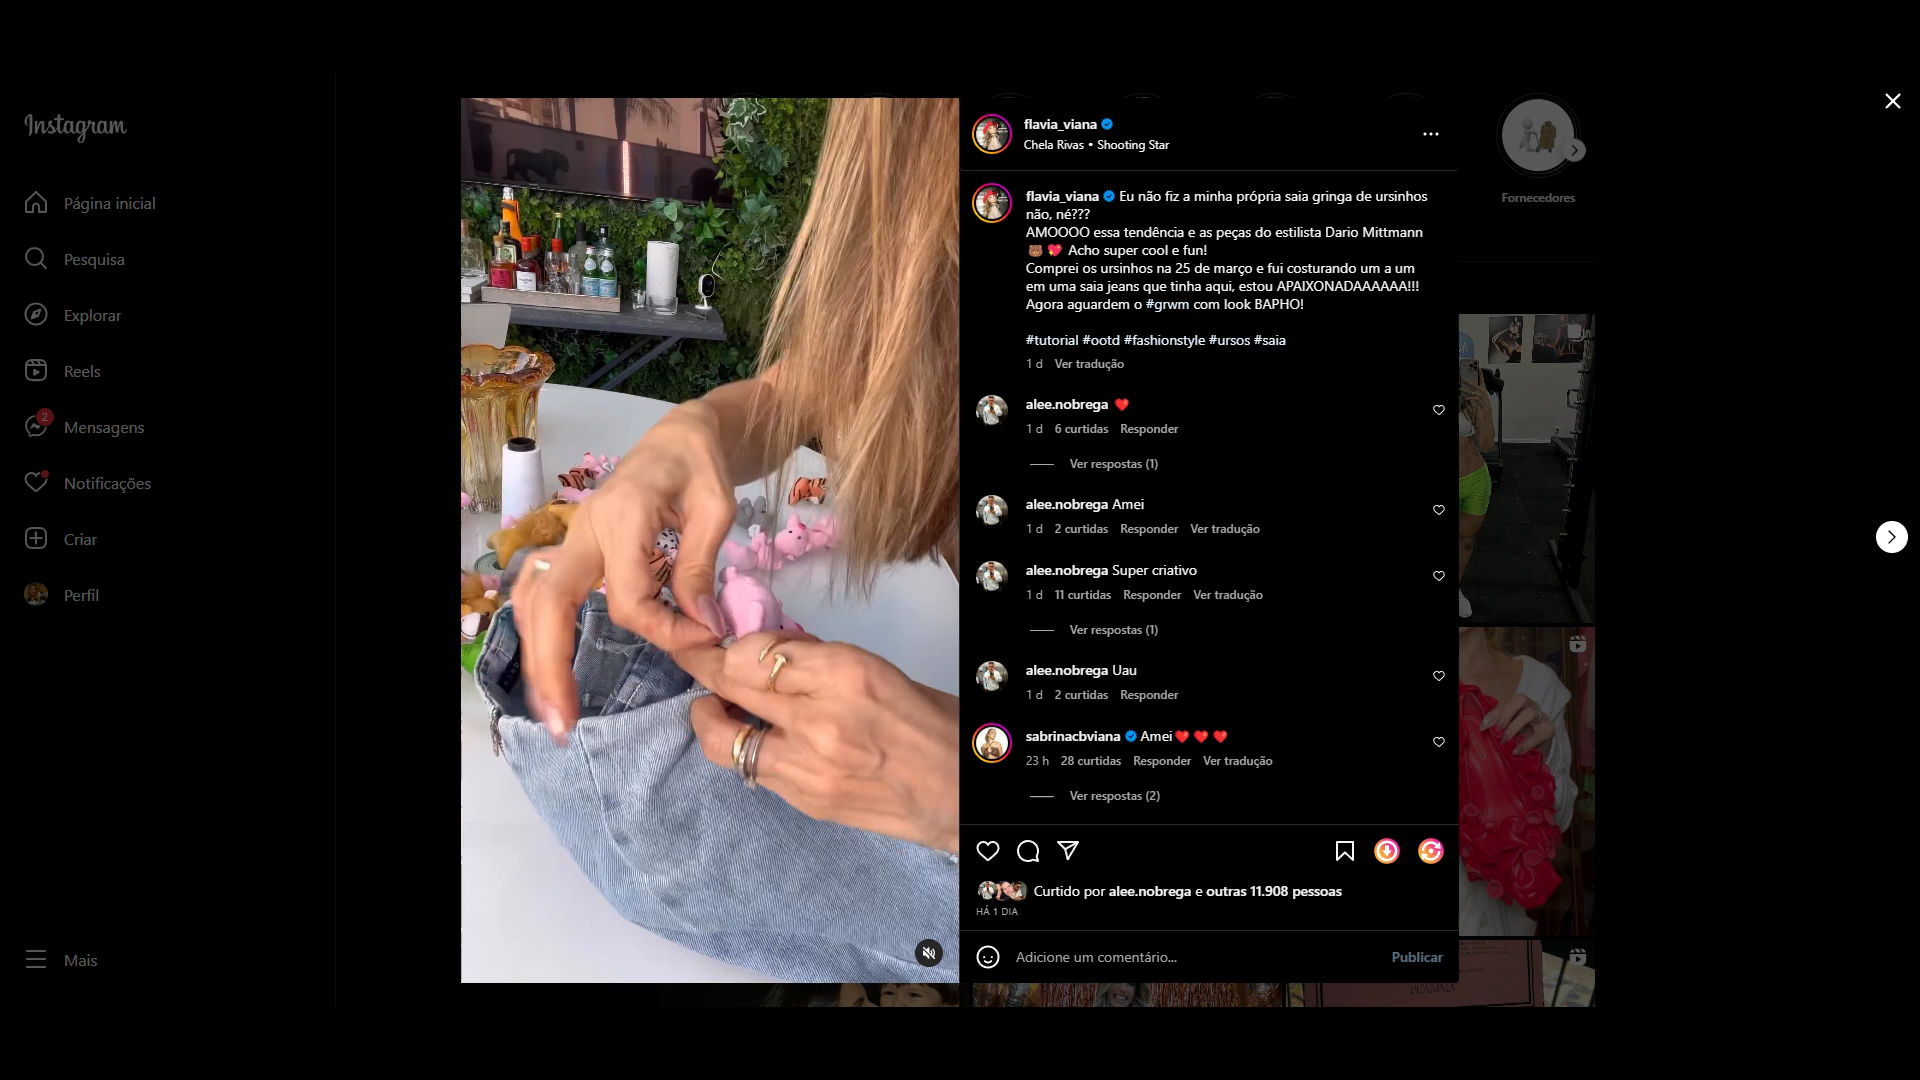 Instagram
Página inicial
Pesquisa
Explorar
Reels
2
Mensagens
Notificações
Criar
Perfil
Mais
flavia_viana
Chela Rivas • Shooting Star
flavia_viana Eu não fiz a minha própria saia gringa de ursinhos
não, né???
AMOOOO essa tendência e as peças do estilista Dario Mittmann
🐻 💖 Acho super cool e fun!
Comprei os ursinhos na 25 de março e fui costurando um a um
em uma saia jeans que tinha aqui, estou APAIXONADAAAAAA!!!
Agora aguardem o #grwm com look BAPHO!
#tutorial #ootd #fashionstyle #ursos #saia
1 d Ver tradução
alee.nobrega ❤️
1 d 6 curtidas Responder
Ver respostas (1)
alee.nobrega Amei
1 d 2 curtidas Responder Ver tradução
alee.nobrega Super criativo
1 d 11 curtidas Responder Ver tradução
Ver respostas (1)
alee.nobrega Uau
1 d 2 curtidas Responder
sabrinacbviana Amei❤️ ❤️ ❤️
23 h 28 curtidas Responder Ver tradução
Ver respostas (2)
Curtido por alee.nobrega e outras 11.908 pessoas
HÁ 1 DIA
Adicione um comentário...
Publicar
Fornecedores